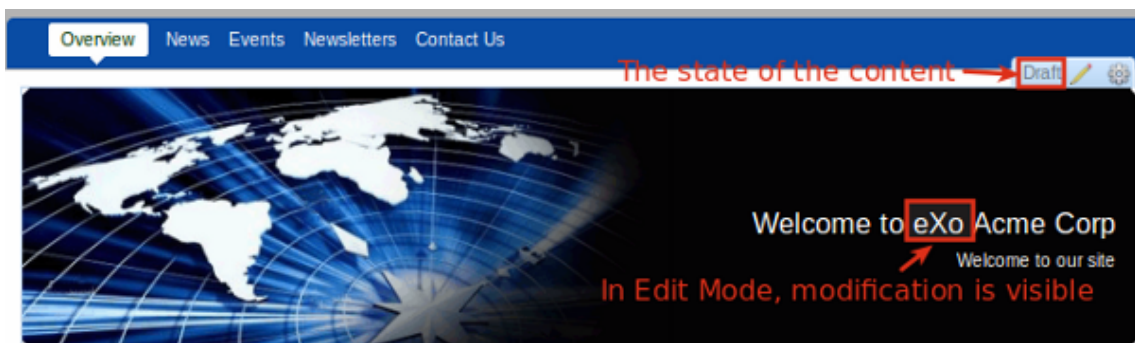 Overview News Events Newsletters Contact Us
The state of the content Draft
Welcome to eXo Acme Corp
Welcome to our site
In Edit Mode, modification is visible